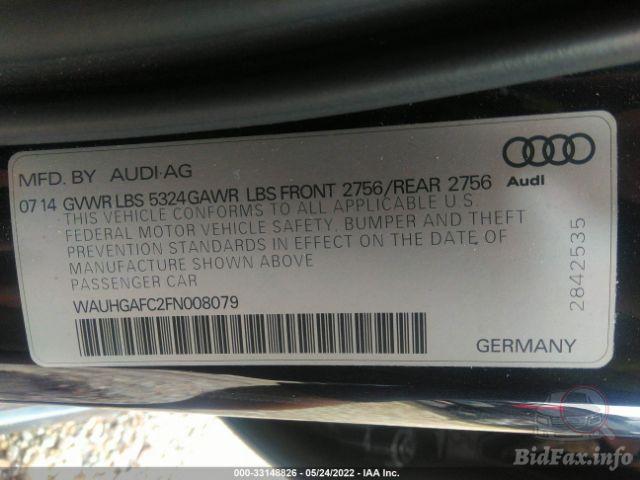 MFD. BY AUDI·AG
Audi
07 14 GVWR LBS 5324 GAWR LBS FRONT 2756/REAR 2756
THIS VEHICLE CONFORMS TO ALL APPLICABLE U.S.
FEDERAL MOTOR VEHICLE SAFETY, BUMPER AND THEFT
PREVENTION STANDARDS IN EFFECT ON THE DATE OF
MANUFACTURE SHOWN ABOVE
PASSENGER CAR
WAUHGAFC2FN008079
GERMANY
2842535
000-33148826 - 05/24/2022 - IAA Inc.
BidFax.info